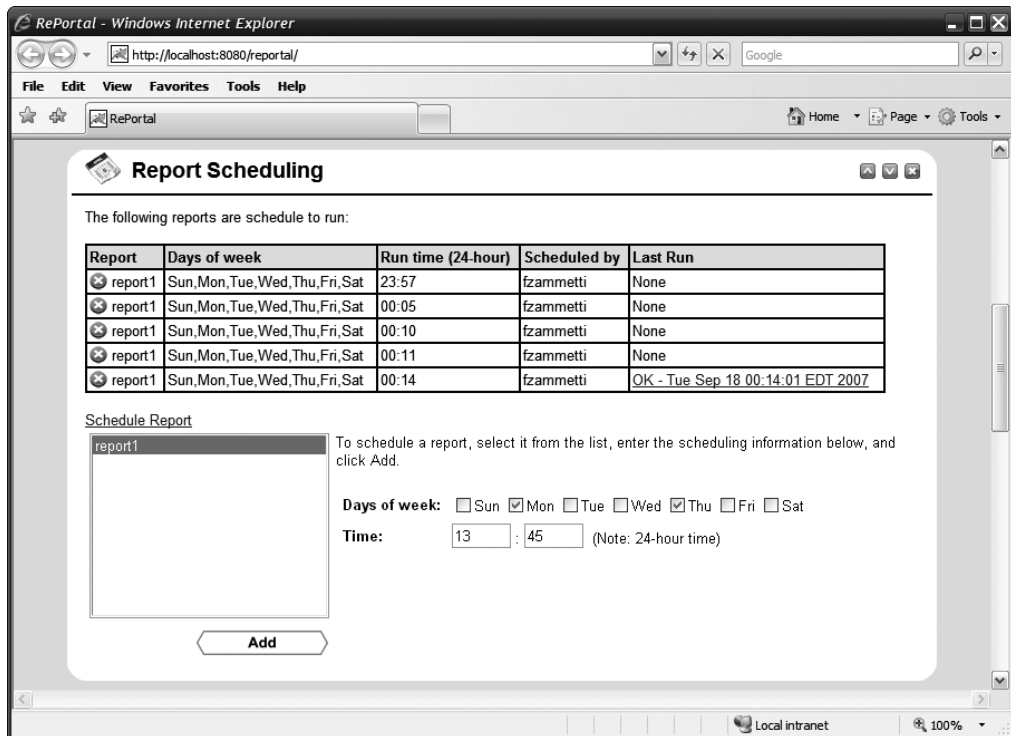 RePortal - Windows Internet Explorer
http://localhost:8080/reportal/
Google
File Edit View Favorites Tools Help
RePortal
Home Page Tools
Report Scheduling
The following reports are schedule to run:
Report Days of week Run time (24-hour) Scheduled by Last Run
report1 Sun,Mon,Tue,Wed,Thu,Fri,Sat 23:57 fzammetti None
report1 Sun,Mon,Tue,Wed,Thu,Fri,Sat 00:05 fzammetti None
report1 Sun,Mon,Tue,Wed,Thu,Fri,Sat 00:10 fzammetti None
report1 Sun,Mon,Tue,Wed,Thu,Fri,Sat 00:11 fzammetti None
report1 Sun,Mon,Tue,Wed,Thu,Fri,Sat 00:14 fzammetti OK - Tue Sep 18 00:14:01 EDT 2007
Schedule Report
report1
To schedule a report, select it from the list, enter the scheduling information below, and
click Add.
Days of week: Sun Mon Tue Wed Thu Fri Sat
Time: 13 : 45 (Note: 24-hour time)
Add
Local intranet 100%